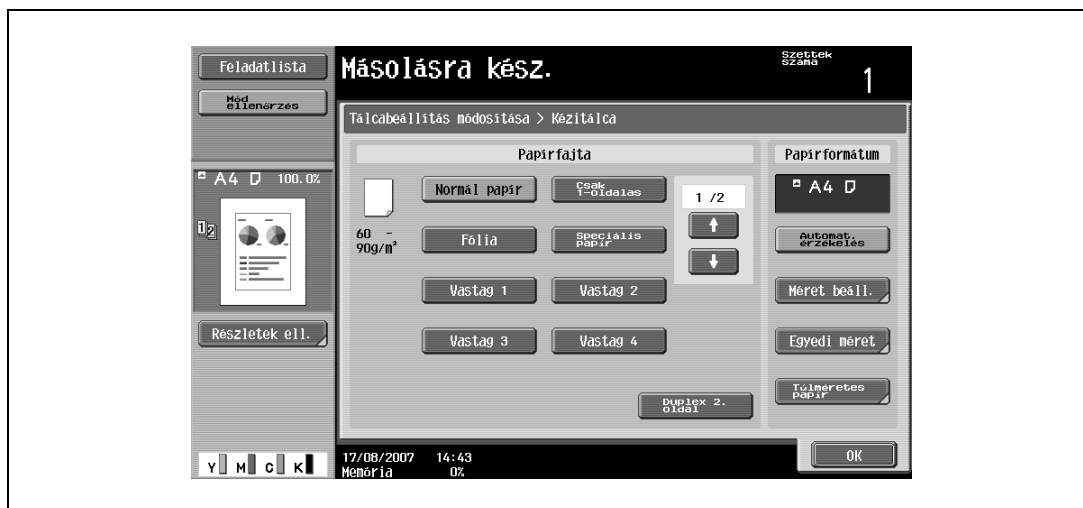 Feladatlista
Másolásra kész.
Szettek
száma
1
Mód
ellenőrzés
Tálcabeállítás módosítása > Kézitálca
Papírfajta
Papírformátum
A4 100.0%
1 2
60 -
90g/m²
Normál papír
Csak
1-oldalas
1 /2
A4
Fólia
Speciális
papír
Automat.
érzékelés
Vastag 1
Vastag 2
Méret beáll.
Részletek ell.
Vastag 3
Vastag 4
Egyedi méret
Duplex 2.
oldal
Túlméretes
papír
Y M C K
17/08/2007 14:43
Memória 0%
OK